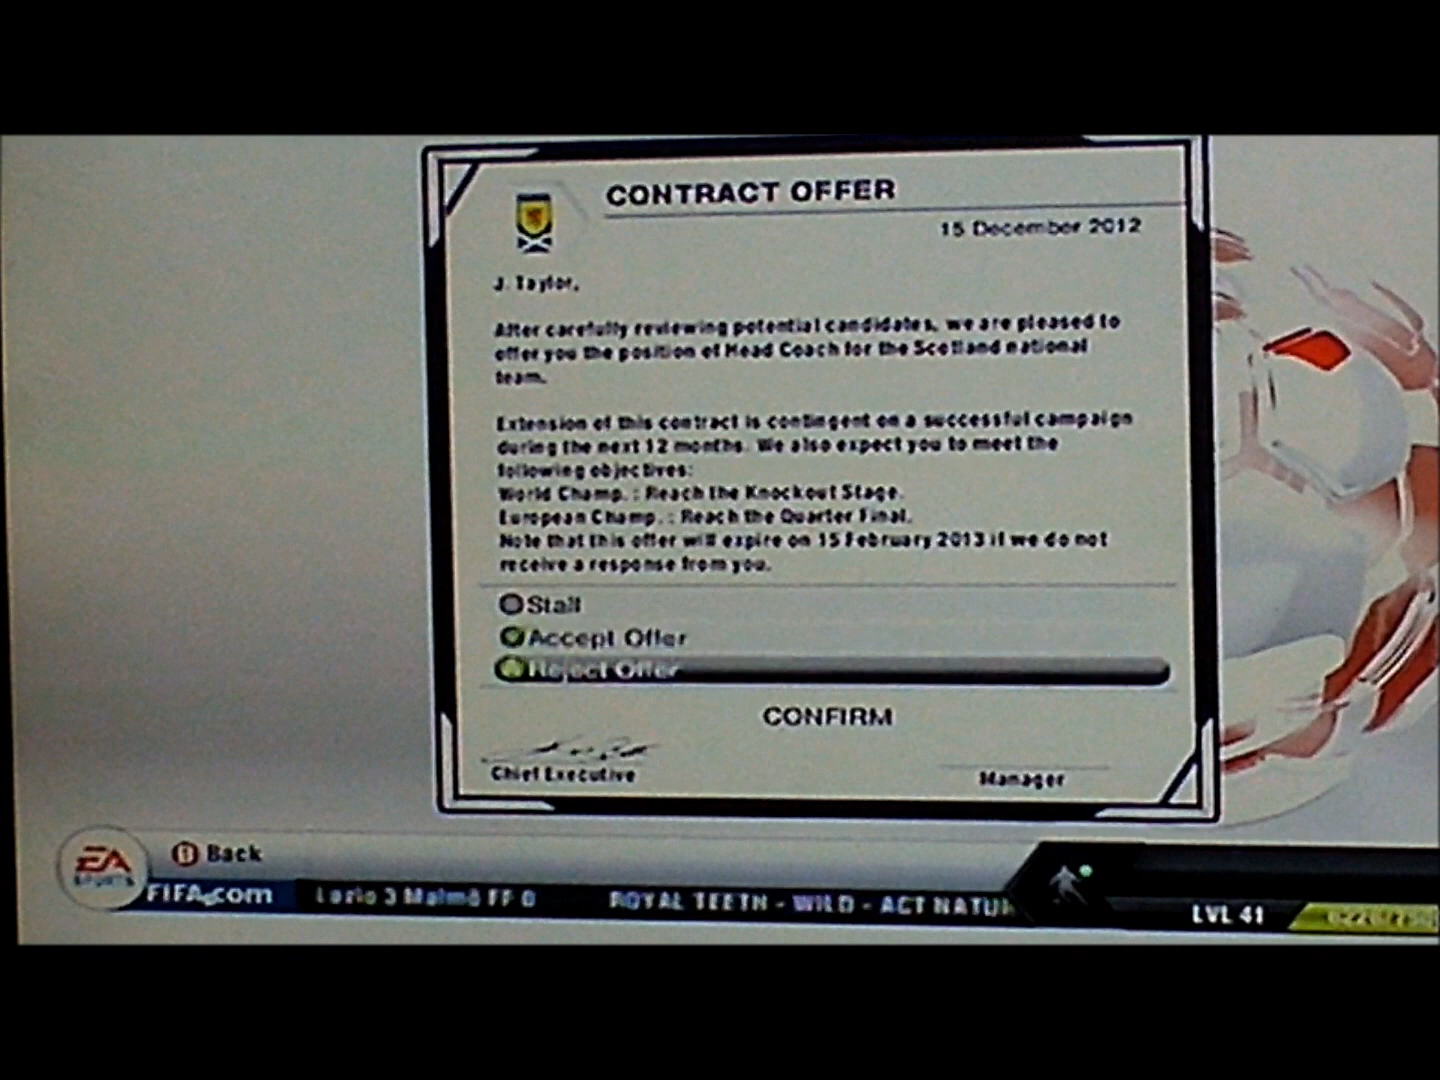 CONTRACT OFFER
15 December 2012
J. Taylor,
After carefully reviewing potential candidates, we are pleased to
offer you the position of Head Coach for the Scotland national
team.
Extension of this contract is contingent on a successful campaign
during the next 12 months. We also expect you to meet the
following objectives:
World Champ. : Reach the Knockout Stage.
European Champ. : Reach the Quarter Final.
Note that this offer will expire on 15 February 2013 if we do not
receive a response from you.
Stall
Accept Offer
Reject Offer
CONFIRM
Chief Executive
Manager
EA
SPORTS
Back
FIFA.com
3 Malmö FF 0
ROYAL TEETH - WILD - ACT NATUR
LVL 41